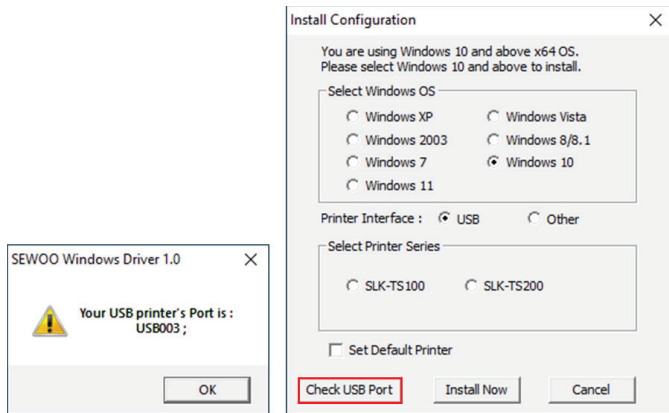 Install Configuration
You are using Windows 10 and above x64 OS.
Please select Windows 10 and above to install.
Select Windows OS
Windows XP
Windows Vista
Windows 2003
Windows 8/8.1
Windows 7
Windows 10
Windows 11
Printer Interface :
USB
Other
Select Printer Series
SLK-TS100
SLK-TS200
Set Default Printer
Check USB Port
Install Now
Cancel
SEWOO Windows Driver 1.0
Your USB printer's Port is :
USB003 ;
OK